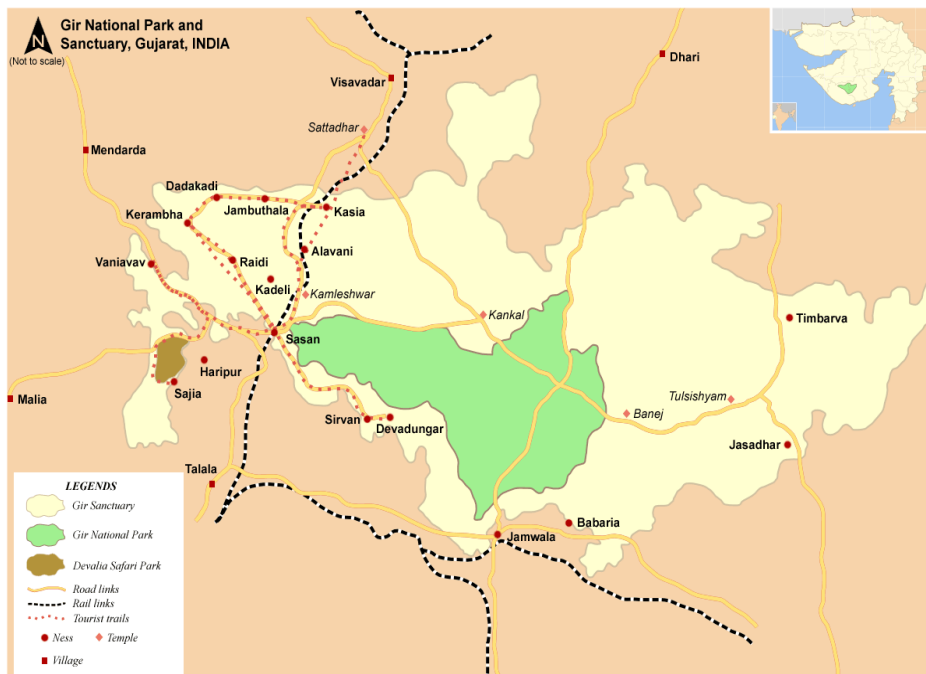 Gir National Park and
Sanctuary, Gujarat, INDIA
N
(Not to scale)
Dhari
Visavadar
Sattadhar
Mendarda
Dadakadi
Jambuthala
Kasia
Kerambha
Alavani
Vaniavav
Raidi
Kadeli
Kamleshwar
Kankal
Timbarva
Sasan
Haripur
Sajia
Malia
Tulsishyam
Banej
Sirvan
Devadungar
Jasadhar
Talala
Babaria
Jamwala
LEGENDS
Gir Sanctuary
Gir National Park
Devalia Safari Park
Road links
Rail links
Tourist trails
Ness
Temple
Village